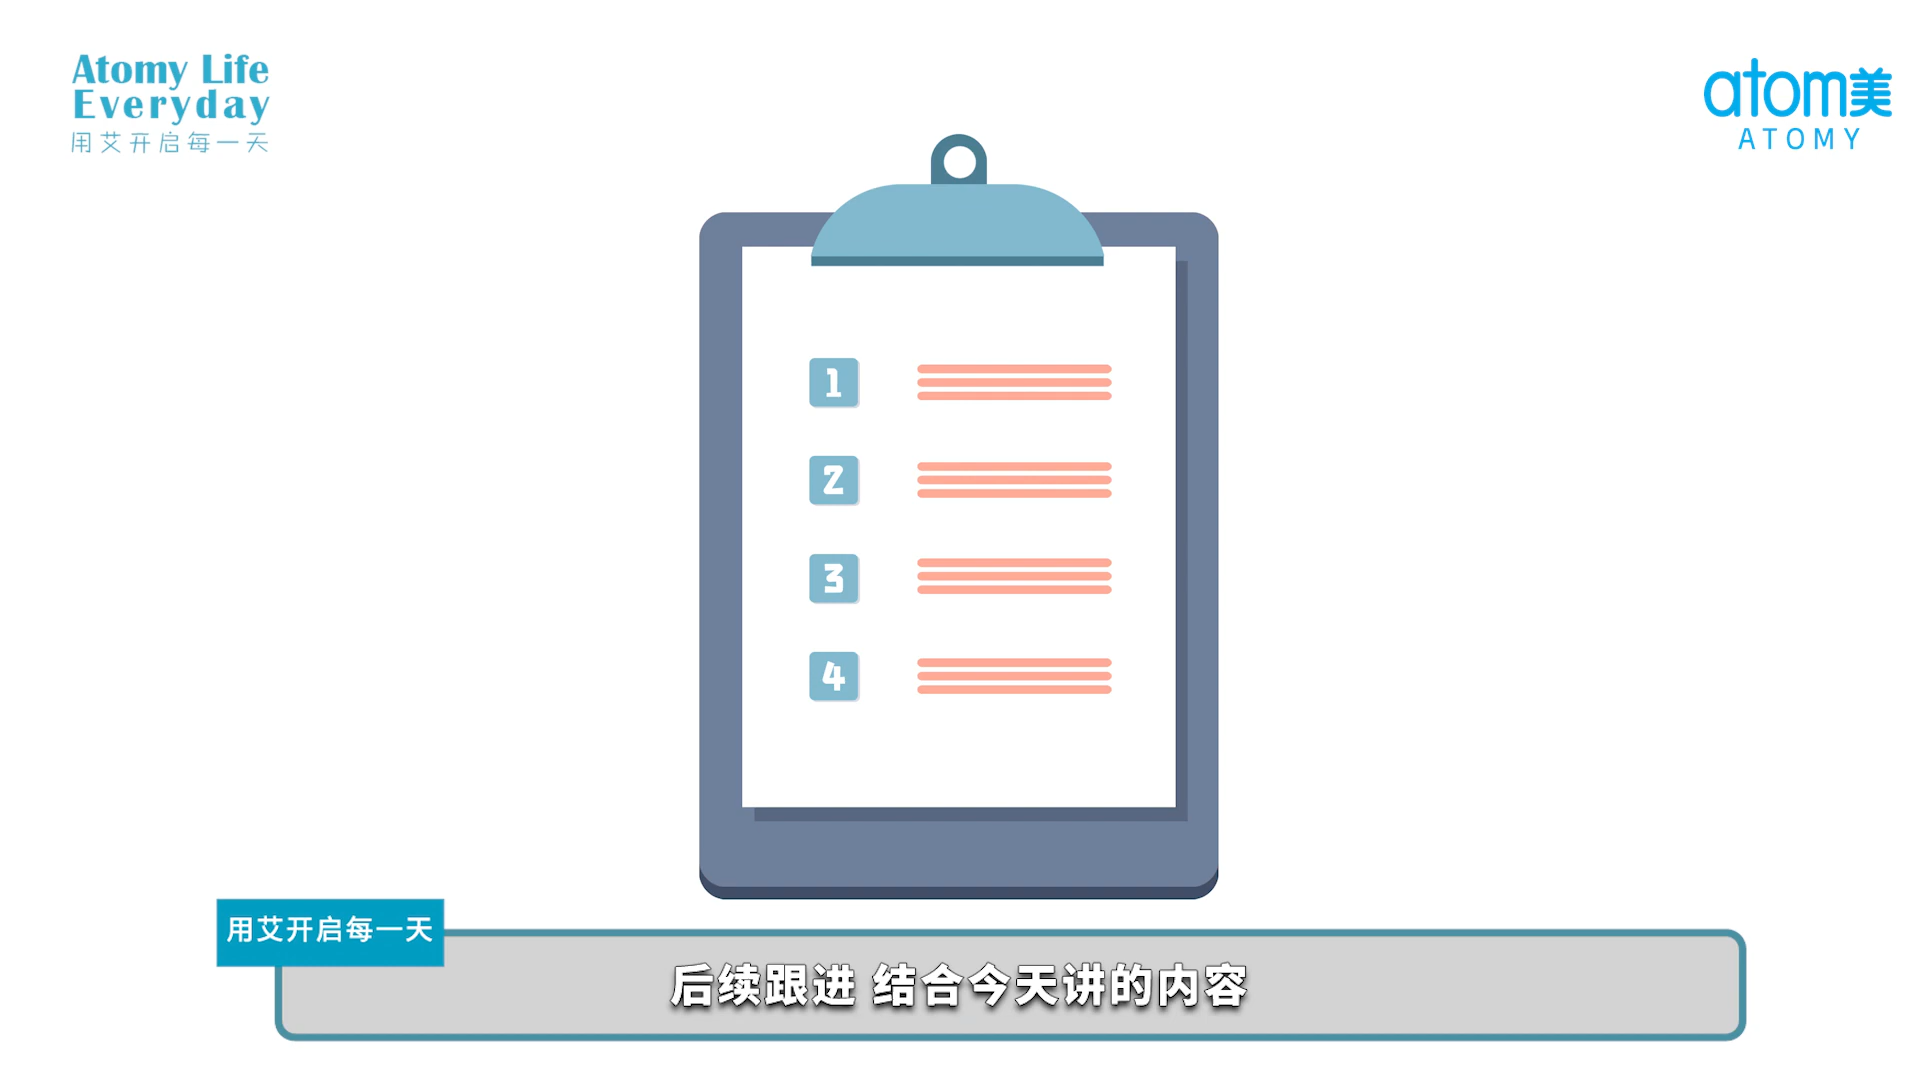 Atomy Life
Everyday
用艾开启每一天
atom美
ATOMY
1
2
3
4
用艾开启每一天
后续跟进 结合今天讲的内容